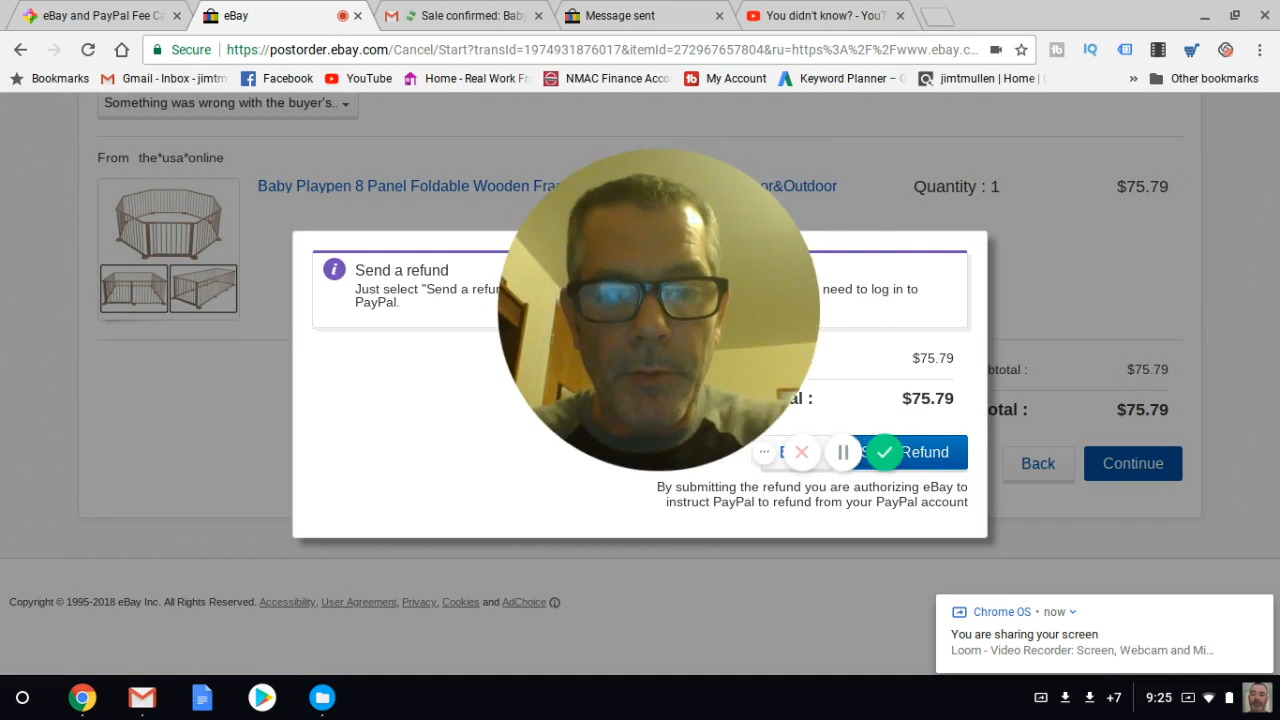 eBay and PayPal Fee Ca
eBay
Sale confirmed: Bab
Message sent
You didn't know? - YouT
Secure
https://postorder.ebay.com/Cancel/Start?transId=1974931876017&itemId=272967657804&ru=https%3A%2F%2Fwww.ebay.c...
Bookmarks
Gmail - Inbox - jimtm
Facebook
YouTube
Home - Real Work Fr
NMAC Finance Acco
My Account
Keyword Planner – G
jimtmullen | Home |
Other bookmarks
Something was wrong with the buyer's..
From the*usa*online
Baby Playpen 8 Panel Foldable Wooden Fra
or&Outdoor
Quantity : 1
$75.79
Send a refund
Just select "Send a refun
need to log in to
PayPal.
$75.79
al :
$75.79
btotal :
$75.79
otal :
$75.79
Refund
Back
Continue
By submitting the refund you are authorizing eBay to
instruct PayPal to refund from your PayPal account
Copyright © 1995-2018 eBay Inc. All Rights Reserved. Accessibility, User Agreement, Privacy, Cookies and AdChoice
Chrome OS • now
You are sharing your screen
Loom - Video Recorder: Screen, Webcam and Mi...
+7
9:25